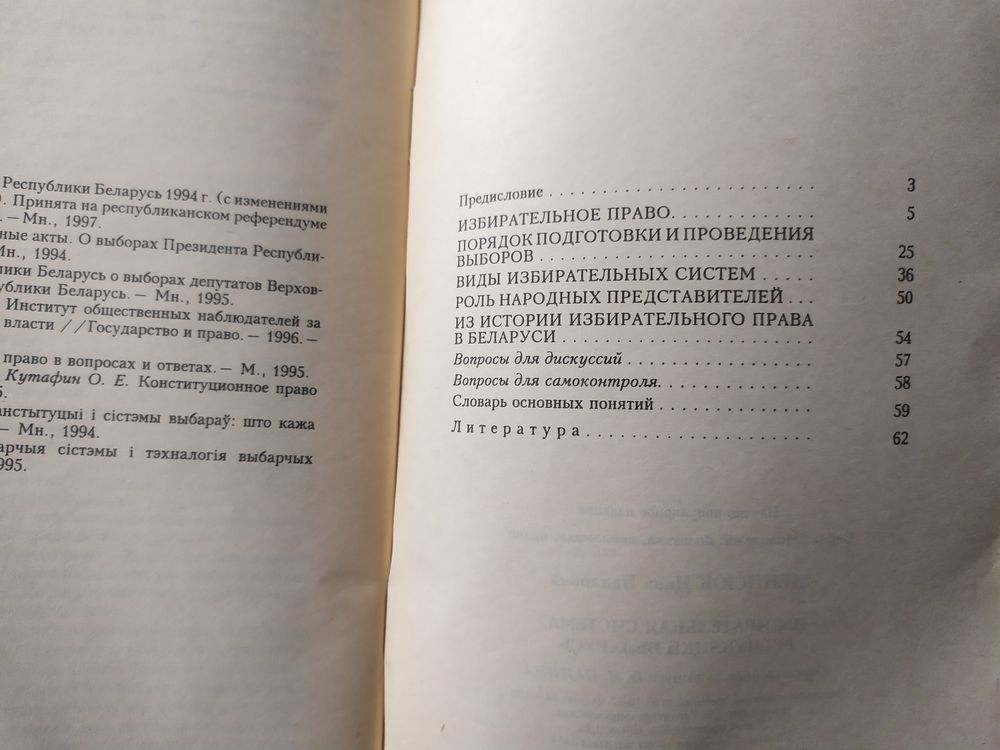 Республики Беларусь 1994 г. (с изменениями
). Принята на республиканском референдуме
. — Мн., 1997.
ные акты. О выборах Президента Республи-
Мн., 1994.
лики Беларусь о выборах депутатов Верхов-
ублики Беларусь. — Мн., 1995.
Институт общественных наблюдателей за
власти // Государство и право. — 1996. —
право в вопросах и ответах. — М., 1995.
Кутафин О. Е. Конституционное право
5.
анстытуцыі і сістэмы выбараў: што кажа
— Мн., 1994.
арчыя сістэмы і тэхналогія выбарчых
995.
Предисловие . . . . . . . . . . . . . . . . . . . . . 3
ИЗБИРАТЕЛЬНОЕ ПРАВО. . . . . . . . . . . . 5
ПОРЯДОК ПОДГОТОВКИ И ПРОВЕДЕНИЯ
ВЫБОРОВ . . . . . . . . . . . . . . . . . . . . . 25
ВИДЫ ИЗБИРАТЕЛЬНЫХ СИСТЕМ . . . . . 36
РОЛЬ НАРОДНЫХ ПРЕДСТАВИТЕЛЕЙ . . . 50
ИЗ ИСТОРИИ ИЗБИРАТЕЛЬНОГО ПРАВА
В БЕЛАРУСИ . . . . . . . . . . . . . . . . . . . 54
Вопросы для дискуссий . . . . . . . . . . . . . . 57
Вопросы для самоконтроля. . . . . . . . . . . . 58
Словарь основных понятий . . . . . . . . . . . . 59
Литература . . . . . . . . . . . . . . . . . . 62